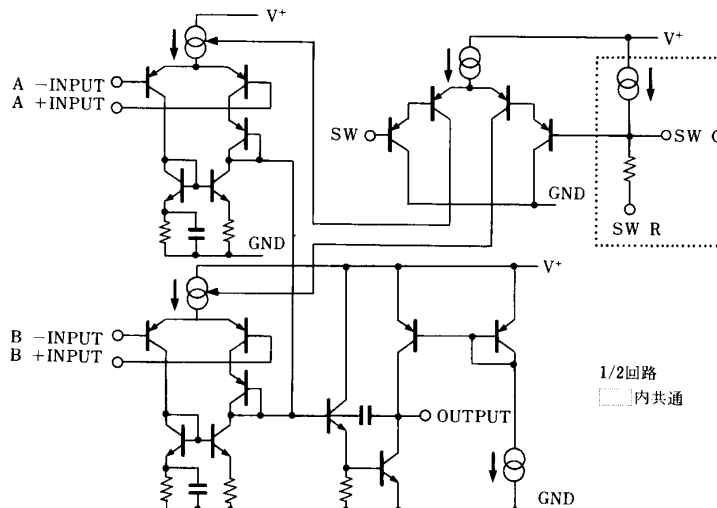 V+
V+
A -INPUT
A +INPUT
SW
SW
GND
SW R
GND
V+
B -INPUT
B +INPUT
OUTPUT
1/2回路
内共通
GND